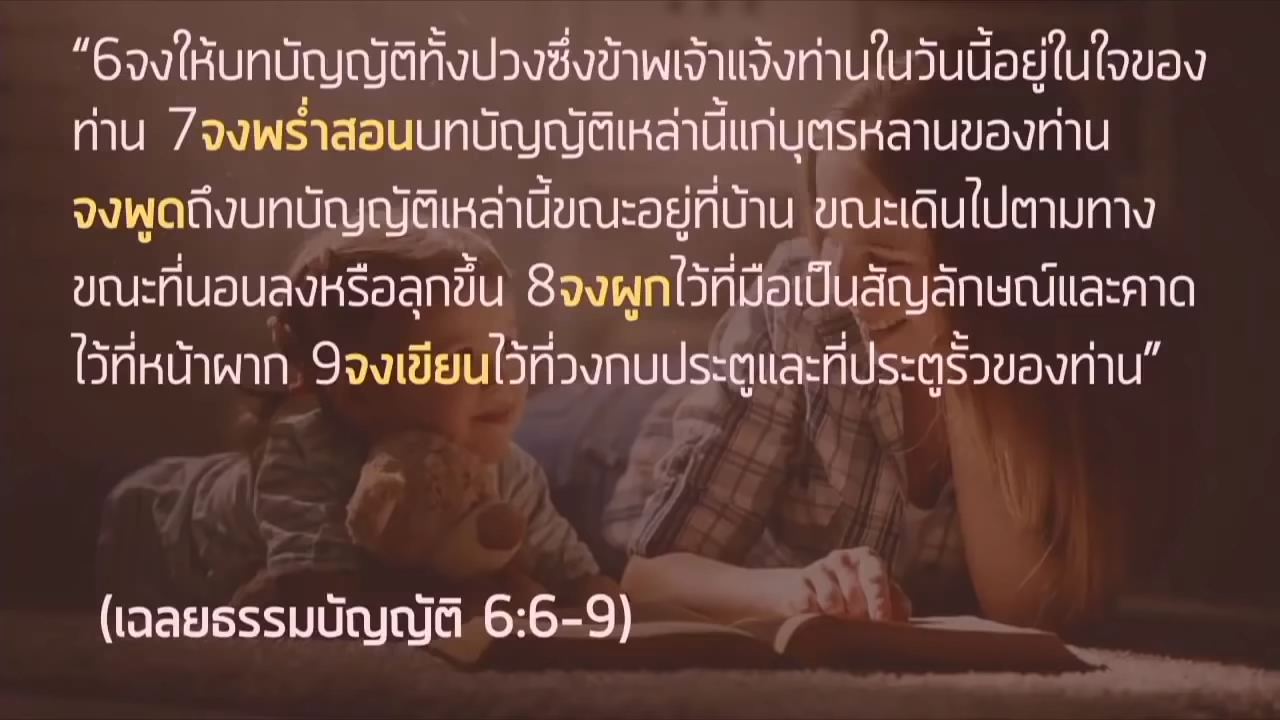 “6จงให้บทบัญญัติทั้งปวงซึ่งข้าพเจ้าแจ้งท่านในวันนี้อยู่ในใจของ
ท่าน 7จงพร่ำสอนบทบัญญัติเหล่านี้แก่บุตรหลานของท่าน
จงพูดถึงบทบัญญัติเหล่านี้ขณะอยู่ที่บ้าน ขณะเดินไปตามทาง
ขณะที่นอนลงหรือลุกขึ้น 8จงผูกไว้ที่มือเป็นสัญลักษณ์และคาด
ไว้ที่หน้าผาก 9จงเขียนไว้ที่วงกบประตูและที่ประตูรั้วของท่าน”
(เฉลยธรรมบัญญัติ 6:6-9)